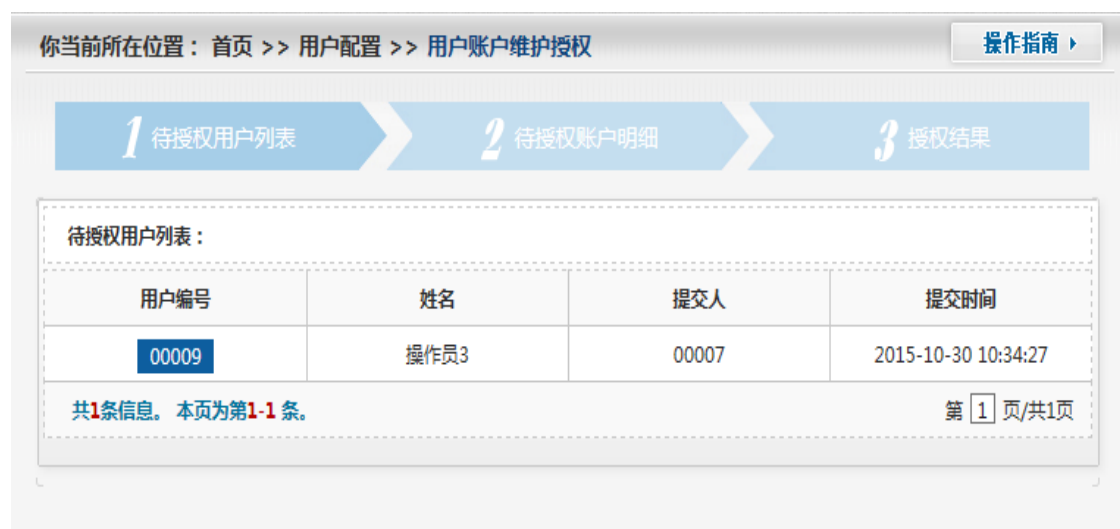 你当前所在位置： 首页 >> 用户配置 >> 用户账户维护授权 操作指南
1 待授权用户列表 2 待授权账户明细 3 授权结果
待授权用户列表：
用户编号 姓名 提交人 提交时间
00009 操作员3 00007 2015-10-30 10:34:27
共1条信息。 本页为第1-1 条。 第 1 页/共1页